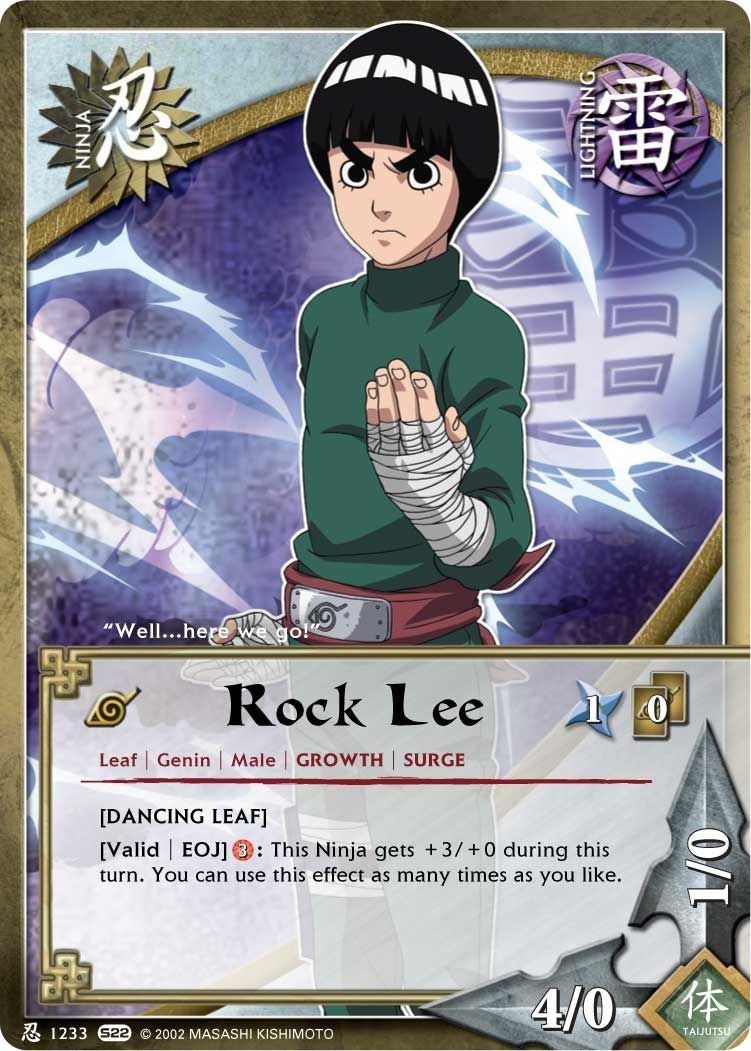 忍
NINJA
雷
LIGHTNING
"Well...here we go!"
Rock Lee
1 0
Leaf | Genin | Male | GROWTH | SURGE
[DANCING LEAF]
[Valid | EOJ] 3: This Ninja gets +3/+0 during this
turn. You can use this effect as many times as you like.
1/0
4/0
体
TAIJUTSU
忍 1233 S22 © 2002 MASASHI KISHIMOTO